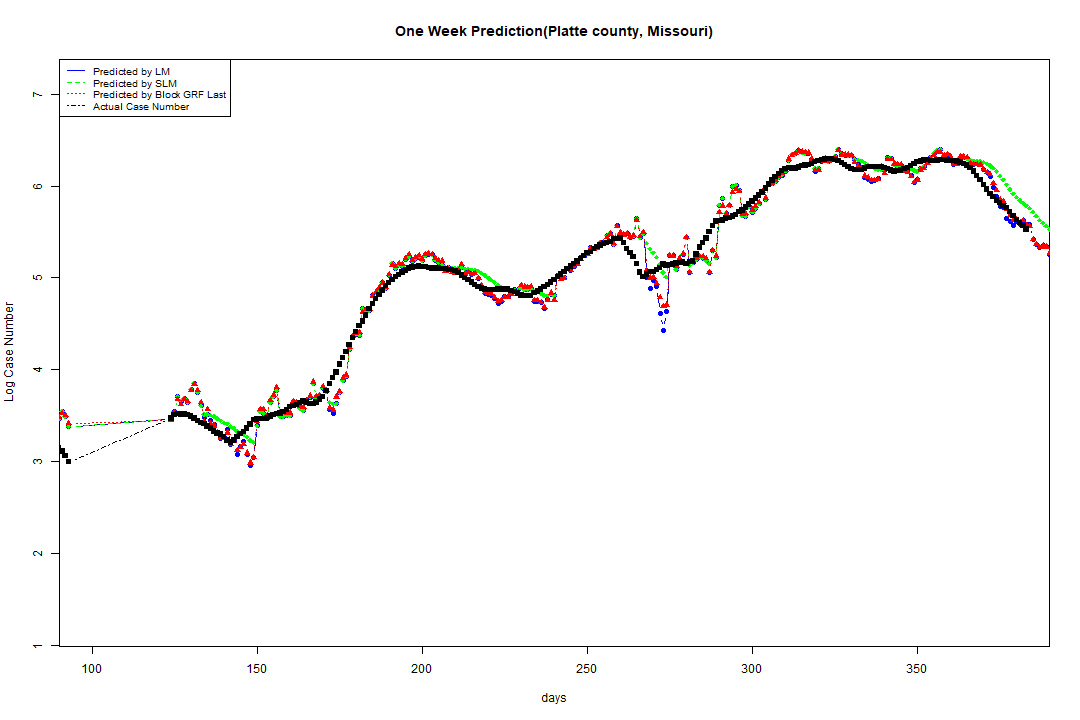 One Week Prediction(Platte county, Missouri)
Predicted by LM
Predicted by SLM
Predicted by Block GRF Last
Actual Case Number
7
6
5
4
3
2
1
Log Case Number
100 150 200 250 300 350
days